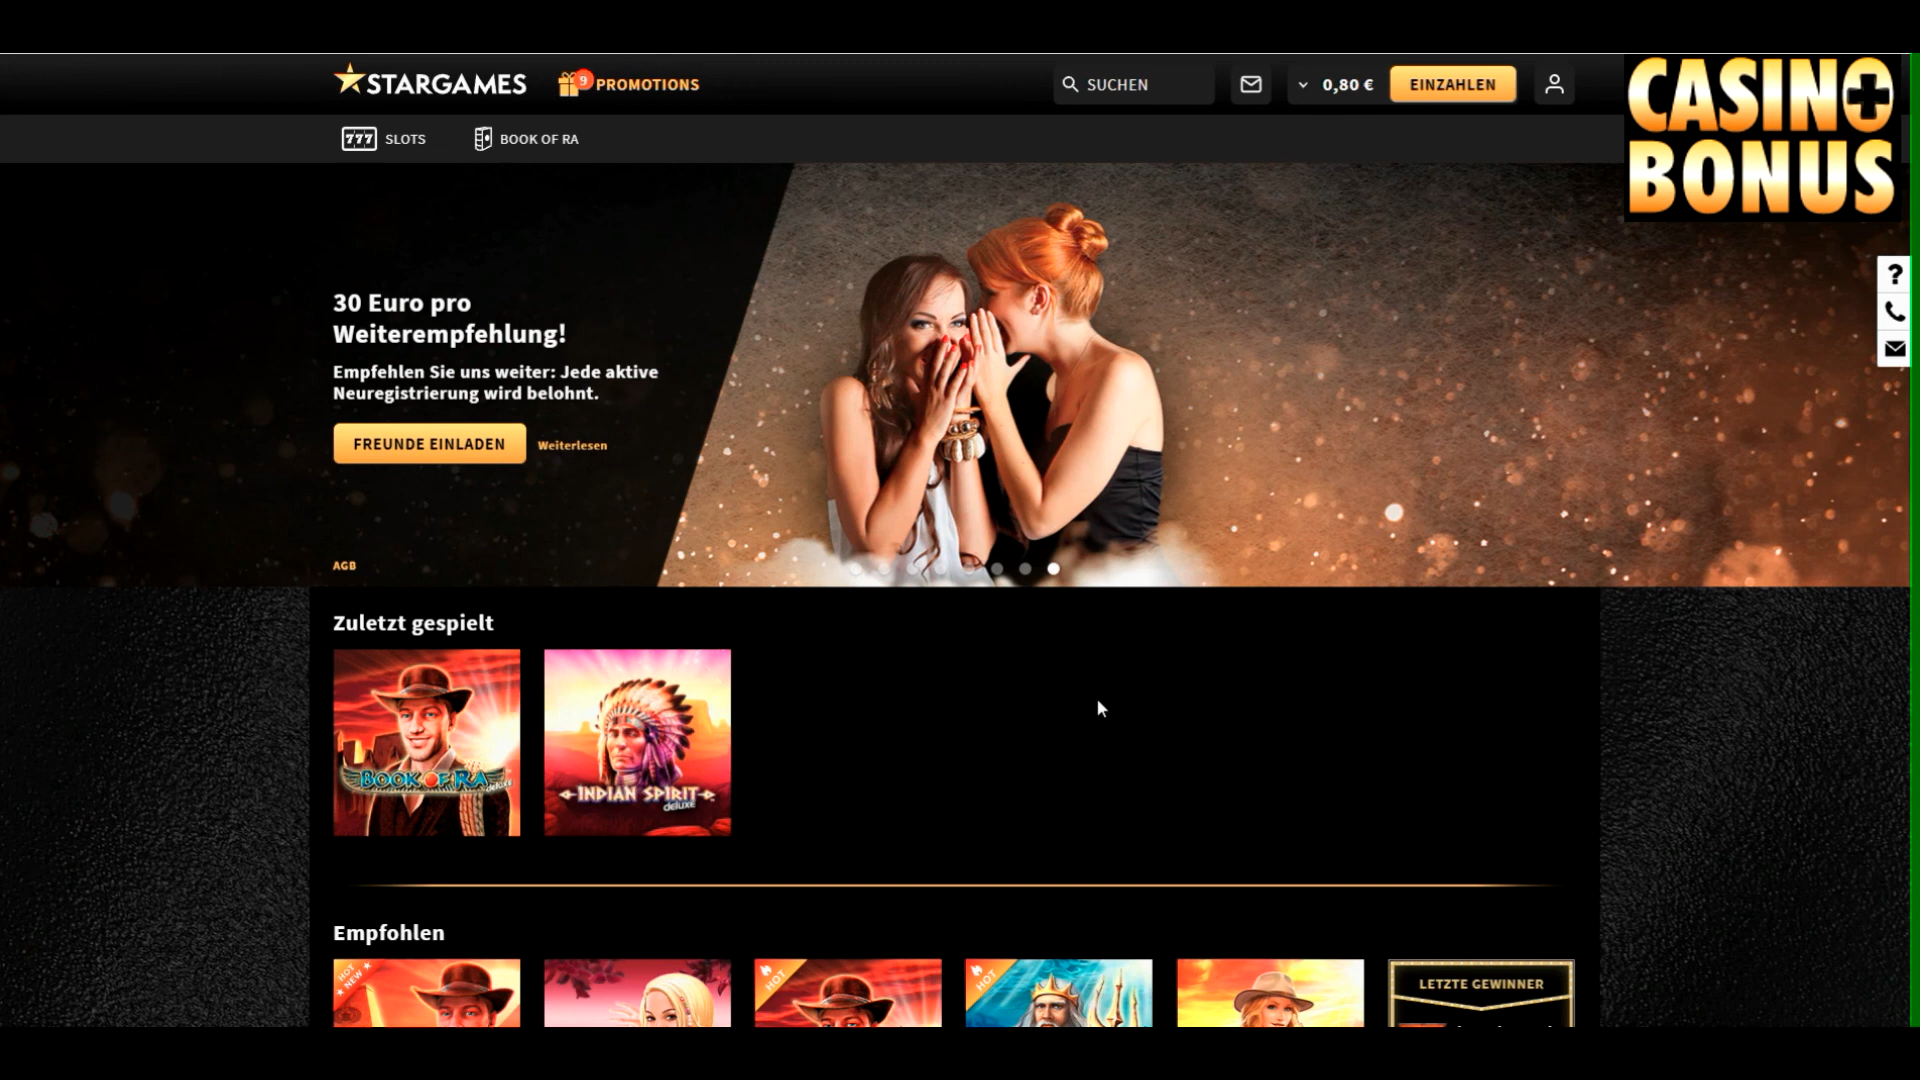 STARGAMES
9
PROMOTIONS
SUCHEN
0,80 €
EINZAHLEN
CASINO
BONUS
777
SLOTS
BOOK OF RA
30 Euro pro
Weiterempfehlung!
Empfehlen Sie uns weiter: Jede aktive
Neuregistrierung wird belohnt.
FREUNDE EINLADEN
Weiterlesen
?
AGB
Zuletzt gespielt
BOOK OF RA
deluxe
INDIAN SPIRIT
deluxe
Empfohlen
HOT
NEW
HOT
HOT
LETZTE GEWINNER